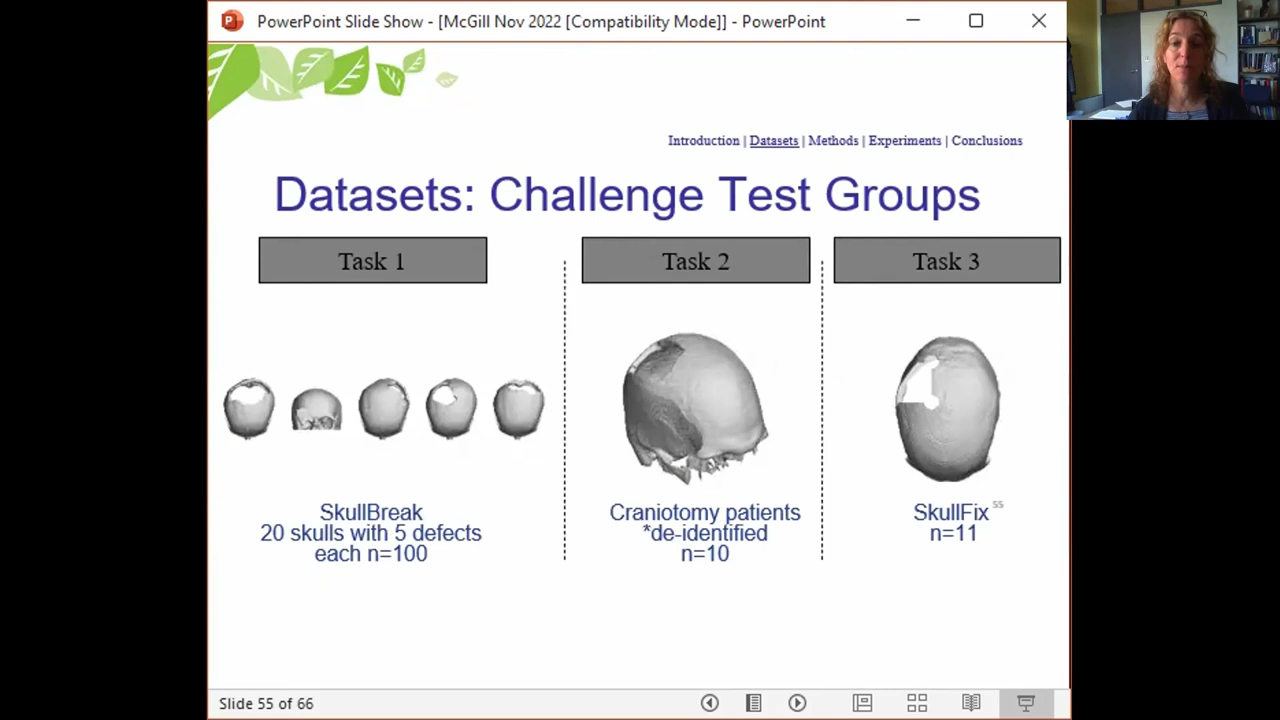 PowerPoint Slide Show - [McGill Nov 2022 [Compatibility Mode]] - PowerPoint
Introduction | Datasets | Methods | Experiments | Conclusions
Datasets: Challenge Test Groups
Task 1
Task 2
Task 3
SkullBreak
20 skulls with 5 defects
each n=100
Craniotomy patients
*de-identified
n=10
SkullFix
n=11
55
Slide 55 of 66